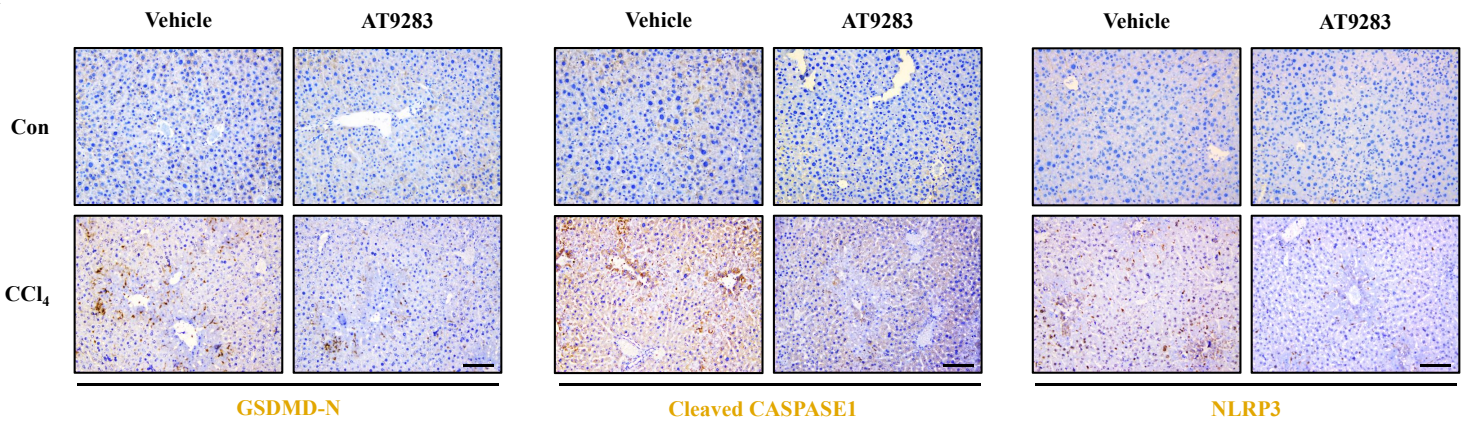 Vehicle AT9283 Vehicle AT9283 Vehicle AT9283
Con
CCl₄
GSDMD-N Cleaved CASPASE1 NLRP3